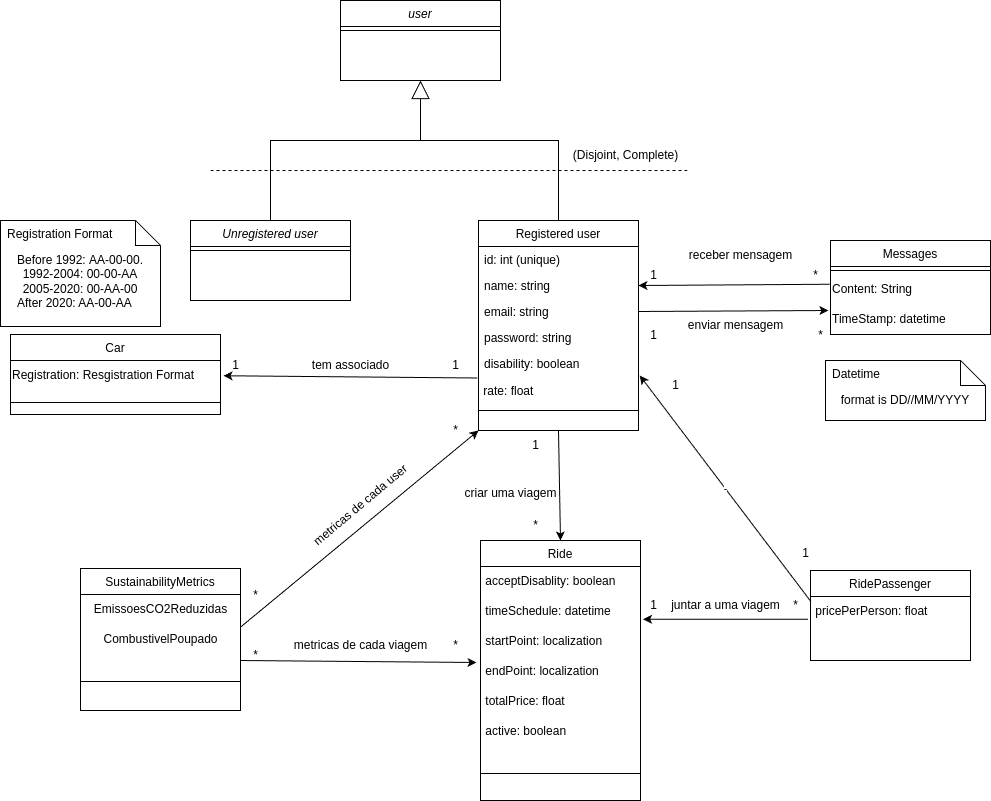 user
(Disjoint, Complete)
Registration Format
Before 1992: AA-00-00.
1992-2004: 00-00-AA
2005-2020: 00-AA-00
After 2020: AA-00-AA
Unregistered user
Registered user
id: int (unique)
name: string
email: string
password: string
disability: boolean
rate: float
receber mensagem
1
*
enviar mensagem
1
*
Messages
Content: String
TimeStamp: datetime
Car
Registration: Resgistration Format
1
tem associado
1
Datetime
format is DD//MM/YYYY
*
metricas de cada user
*
1
criar uma viagem
*
1
1
SustainabilityMetrics
EmissoesCO2Reduzidas
CombustivelPoupado
*
metricas de cada viagem
*
Ride
acceptDisablity: boolean
timeSchedule: datetime
startPoint: localization
endPoint: localization
totalPrice: float
active: boolean
1
juntar a uma viagem
*
RidePassenger
pricePerPerson: float